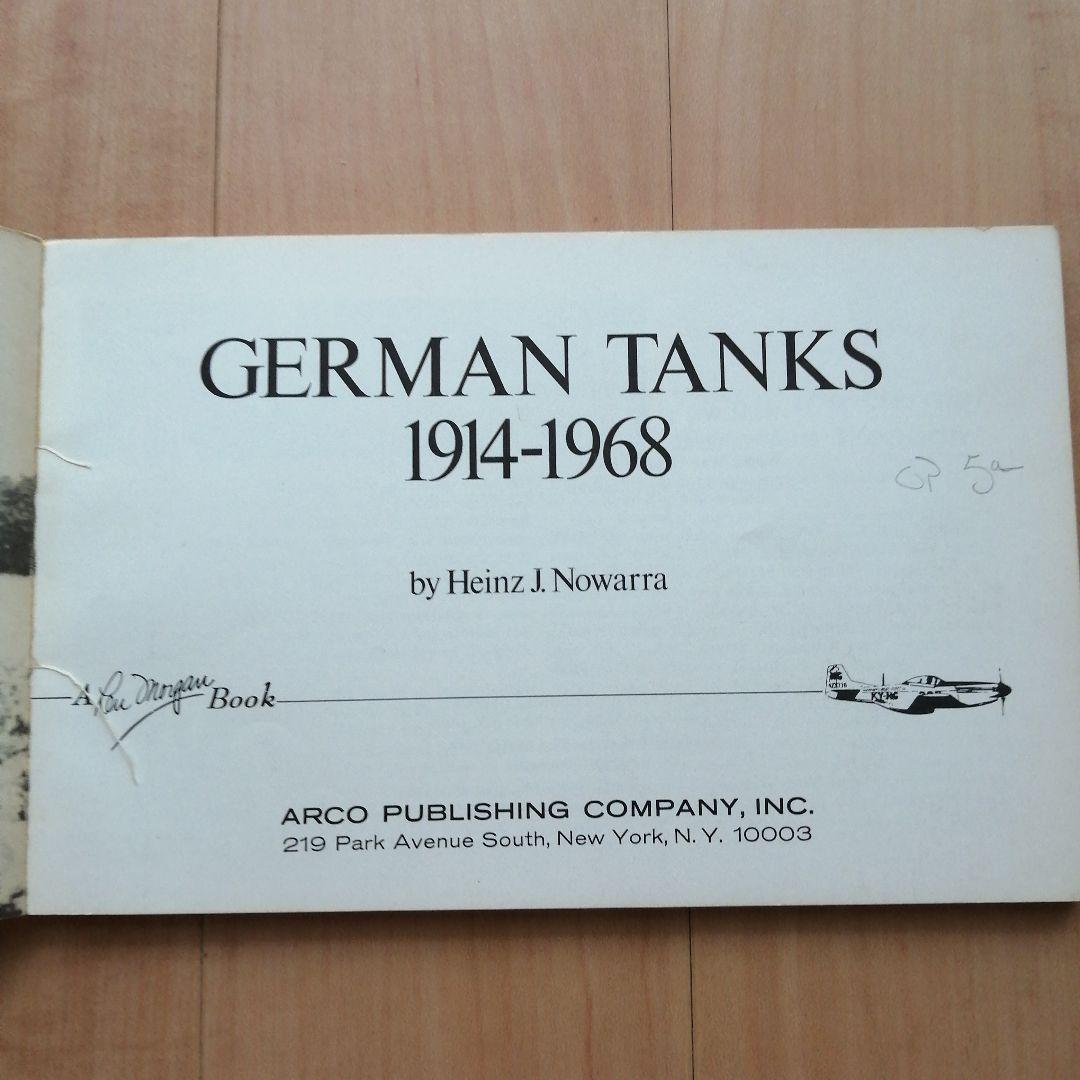 GERMAN TANKS
1914-1968
by Heinz J. Nowarra
A Len Morgan Book
ARCO PUBLISHING COMPANY, INC.
219 Park Avenue South, New York, N. Y. 10003